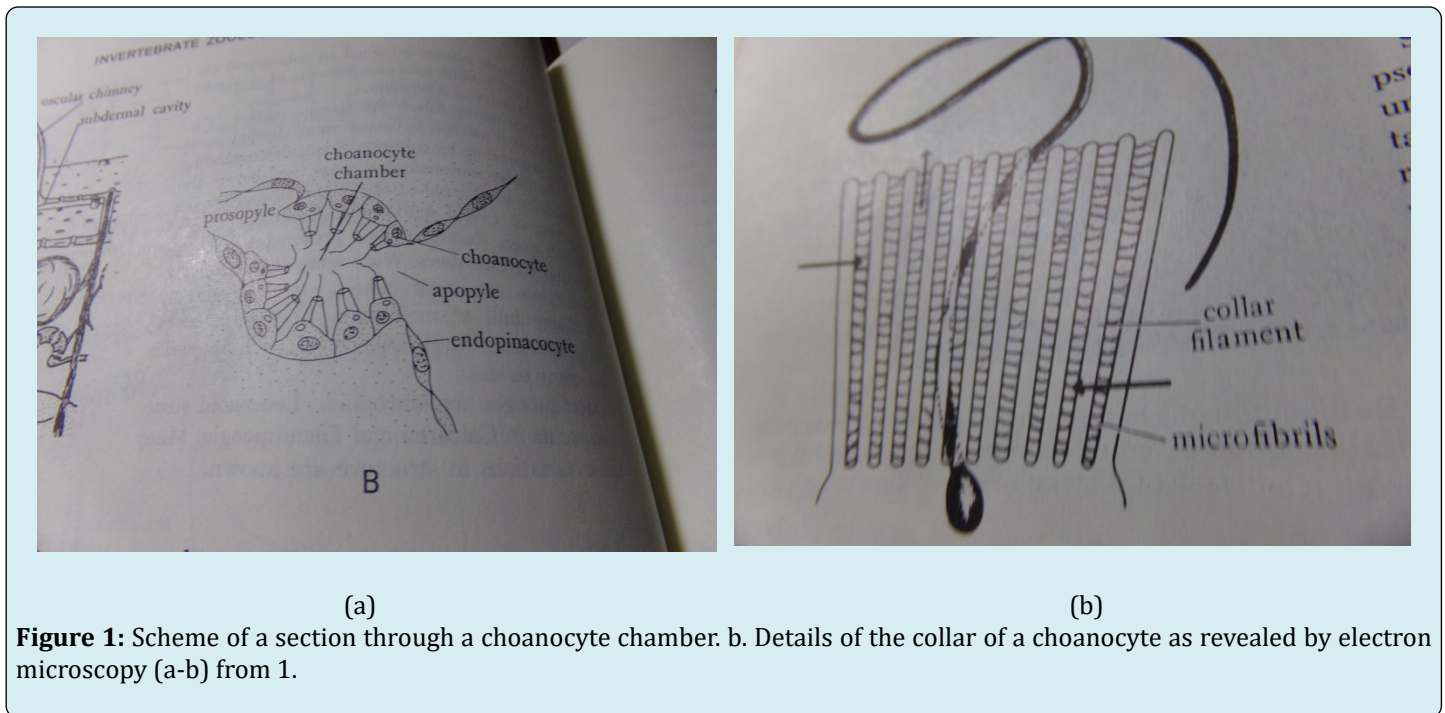 INVERTEBRATE
oscular chimney
subdermal cavity
choanocyte
chamber
prosopyle
choanocyte
apopyle
endopinacocyte
B
collar
filament
microfibrils
(a)
(b)
Figure 1: Scheme of a section through a choanocyte chamber. b. Details of the collar of a choanocyte as revealed by electron
microscopy (a-b) from 1.